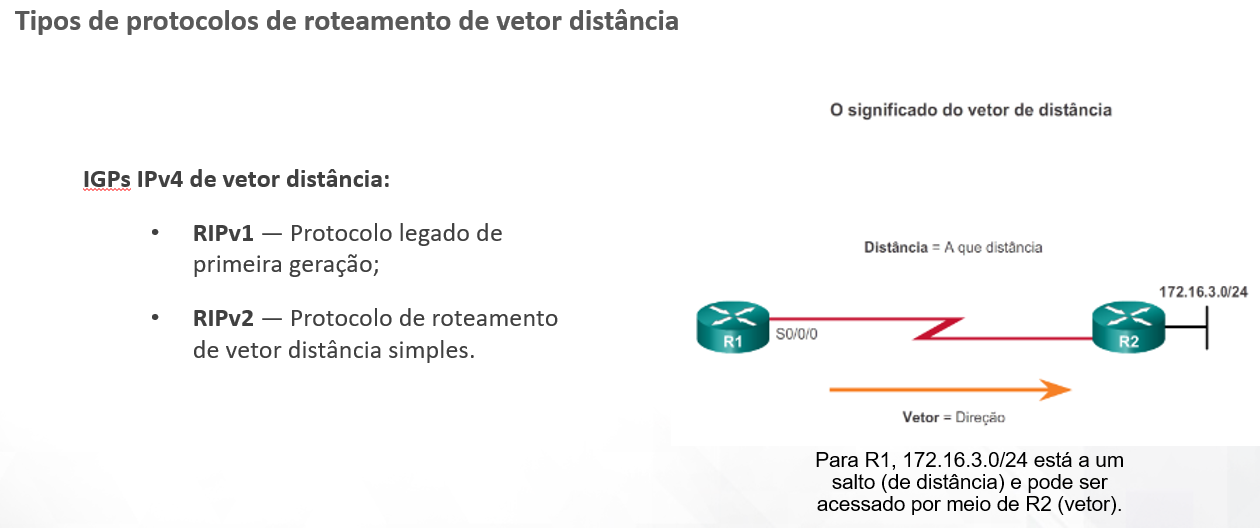 Tipos de protocolos de roteamento de vetor distância
IGPs IPv4 de vetor distância:
• RIPv1 — Protocolo legado de
primeira geração;
• RIPv2 — Protocolo de roteamento
de vetor distância simples.
O significado do vetor de distância
Distância = A que distância
172.16.3.0/24
R1
S0/0/0
R2
Vetor = Direção
Para R1, 172.16.3.0/24 está a um
salto (de distância) e pode ser
acessado por meio de R2 (vetor).